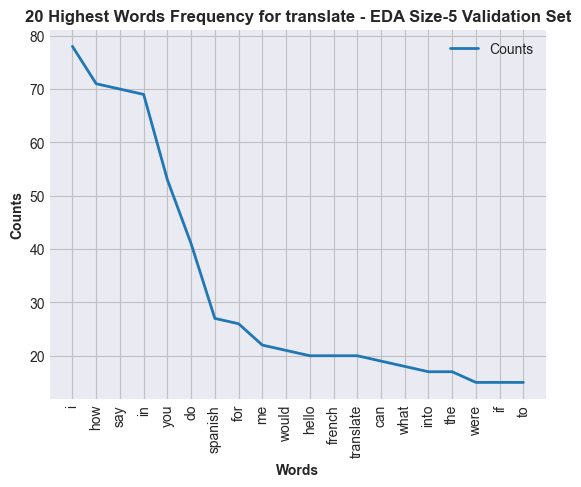 20 Highest Words Frequency for translate - EDA Size-5 Validation Set
Counts
80
70
60
50
40
30
20
Counts
i
how
say
in
you
do
spanish
for
me
would
hello
french
translate
can
what
into
the
were
if
to
Words